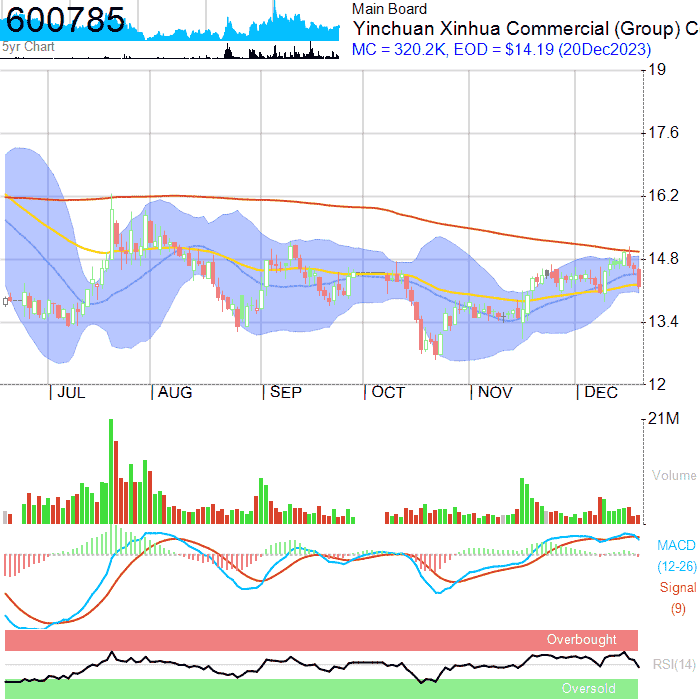 600785
5yr Chart
Main Board
Yinchuan Xinhua Commercial (Group) C
MC = 320.2K, EOD = $14.19 (20Dec2023)
19
17.6
16.2
14.8
13.4
12
JUL AUG SEP OCT NOV DEC
21M
Volume
MACD
(12-26)
Signal
(9)
Overbought
RSI(14)
Oversold